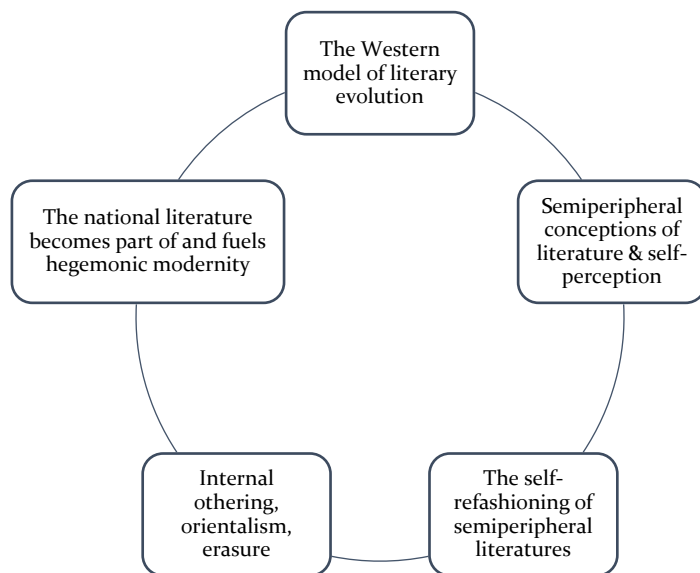 The Western
model of literary
evolution
Semiperipheral
conceptions of
literature & self-
perception
The self-
refashioning of
semiperipheral
literatures
Internal
othering,
orientalism,
erasure
The national literature
becomes part of and fuels
hegemonic modernity